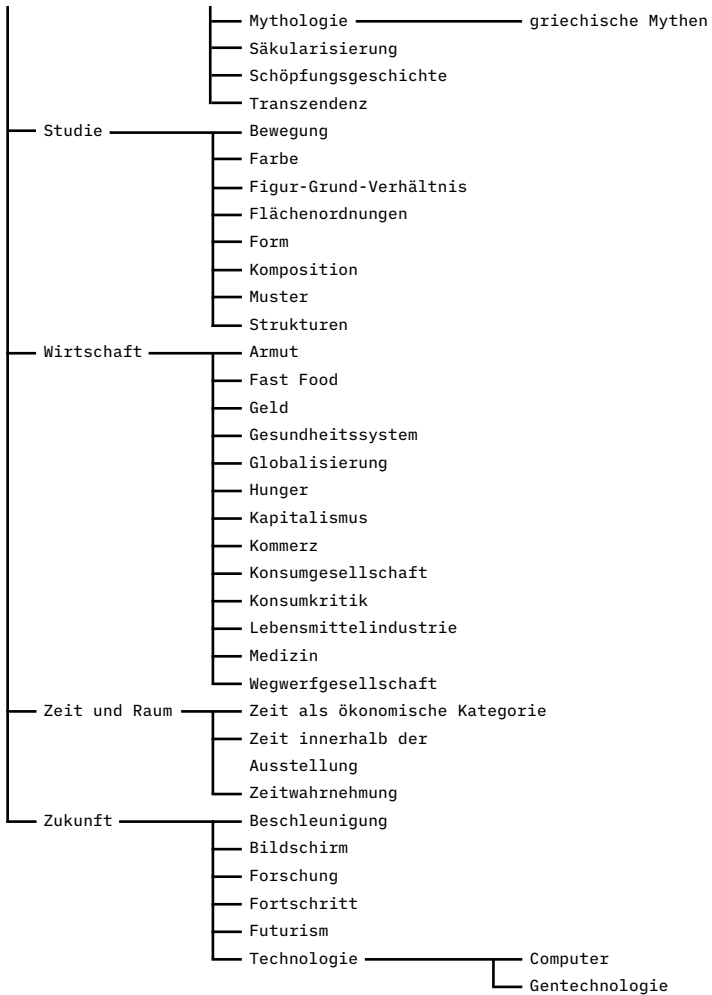 Mythologie griechische Mythen
Säkularisierung
Schöpfungsgeschichte
Transzendenz
Studie Bewegung
Farbe
Figur-Grund-Verhältnis
Flächenordnungen
Form
Komposition
Muster
Strukturen
Wirtschaft Armut
Fast Food
Geld
Gesundheitssystem
Globalisierung
Hunger
Kapitalismus
Kommerz
Konsumgesellschaft
Konsumkritik
Lebensmittelindustrie
Medizin
Wegwerfgesellschaft
Zeit und Raum Zeit als ökonomische Kategorie
Zeit innerhalb der
Ausstellung
Zeitwahrnehmung
Zukunft Beschleunigung
Bildschirm
Forschung
Fortschritt
Futurism
Technologie Computer
Gentechnologie